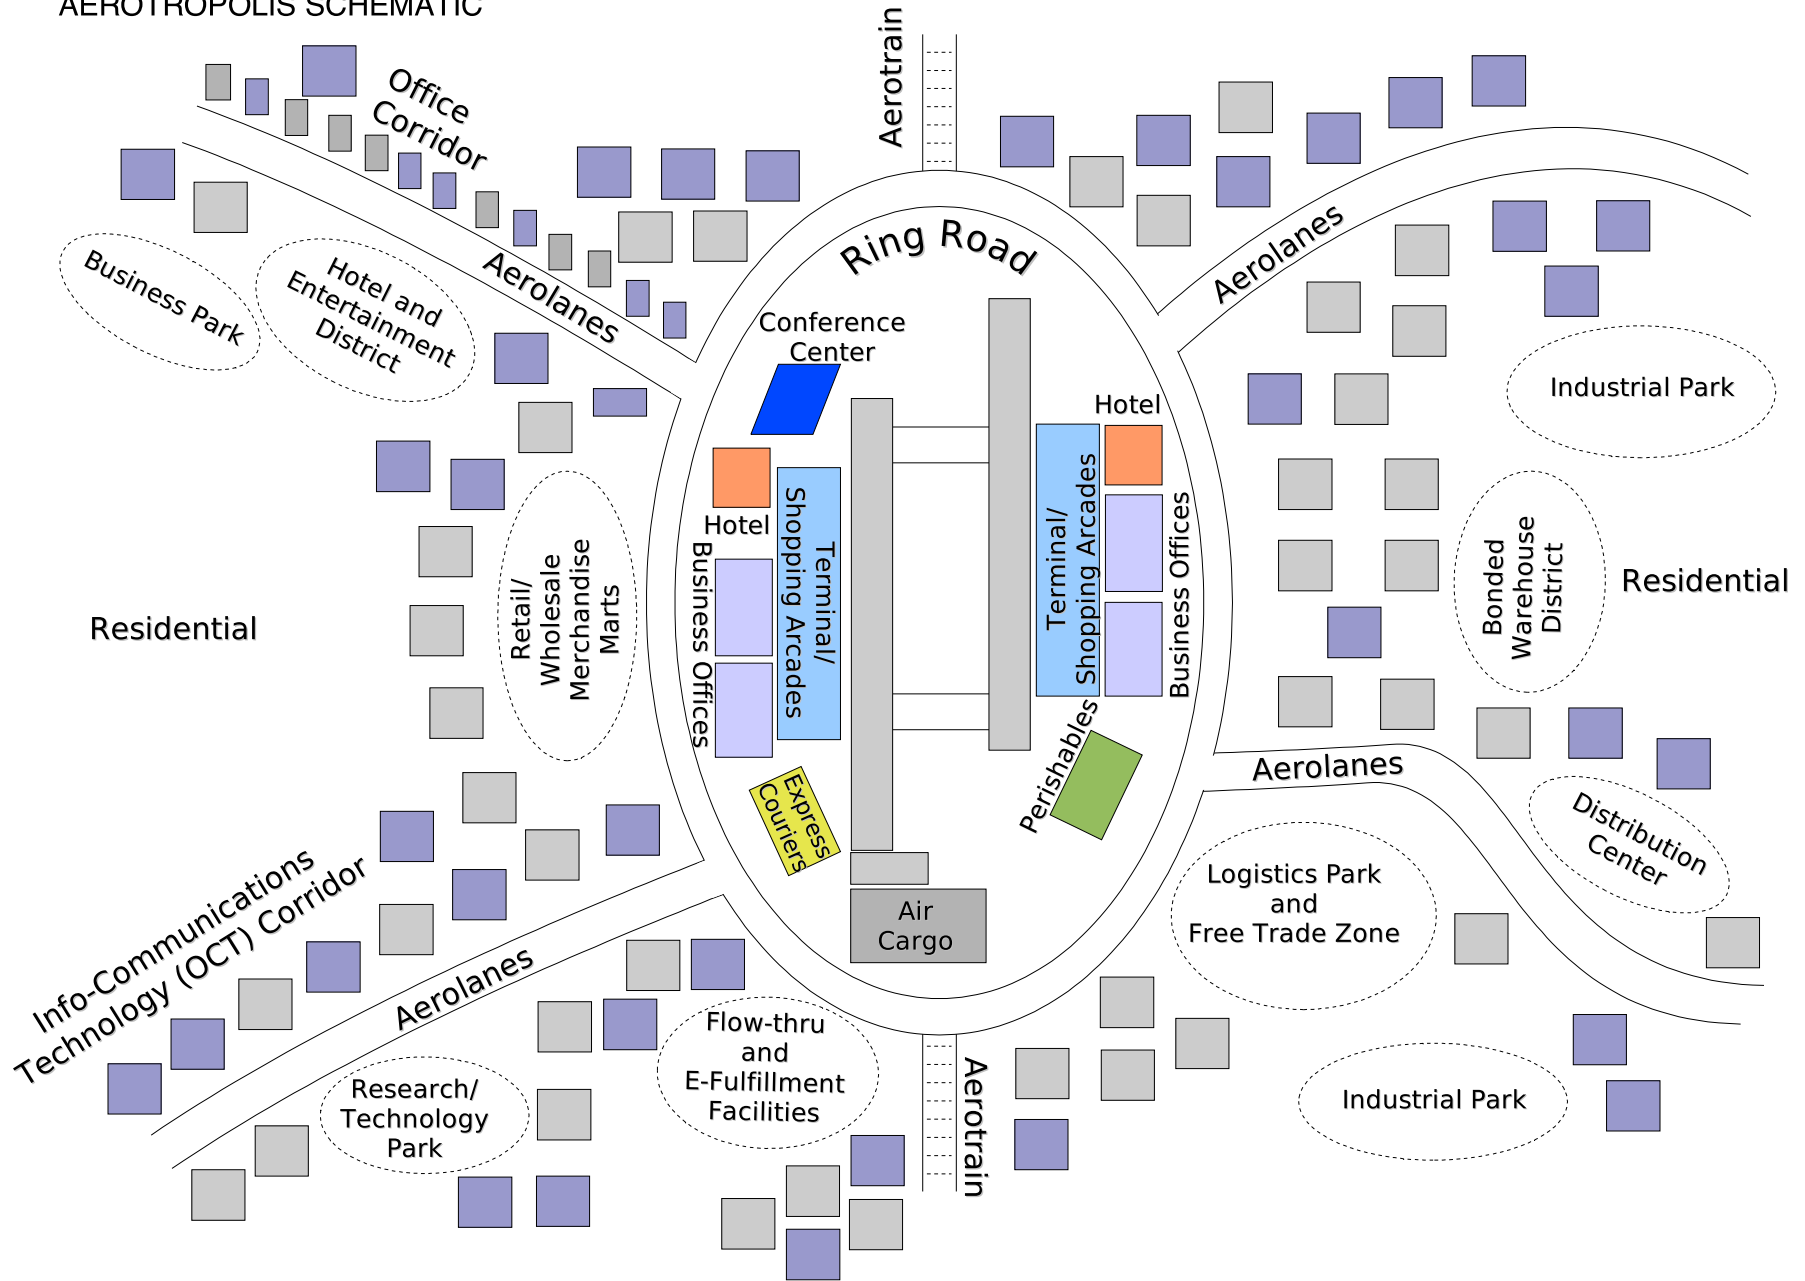 AEROTROPOLIS SCHEMATIC
Office
Corridor
Aerotrain
Ring Road
Aerolanes
Aerolanes
Business Park
Hotel and
Entertainment
District
Conference
Center
Hotel
Hotel
Industrial Park
Terminal/
Shopping Arcades
Terminal/
Shopping Arcades
Business Offices
Business Offices
Retail/
Wholesale
Merchandise
Marts
Residential
Bonded
Warehouse
District
Residential
Perishables
Express
Couriers
Aerolanes
Distribution
Center
Air
Cargo
Logistics Park
and
Free Trade Zone
Info-Communications
Technology (OCT) Corridor
Aerolanes
Flow-thru
and
E-Fulfillment
Facilities
Research/
Technology
Park
Aerotrain
Industrial Park